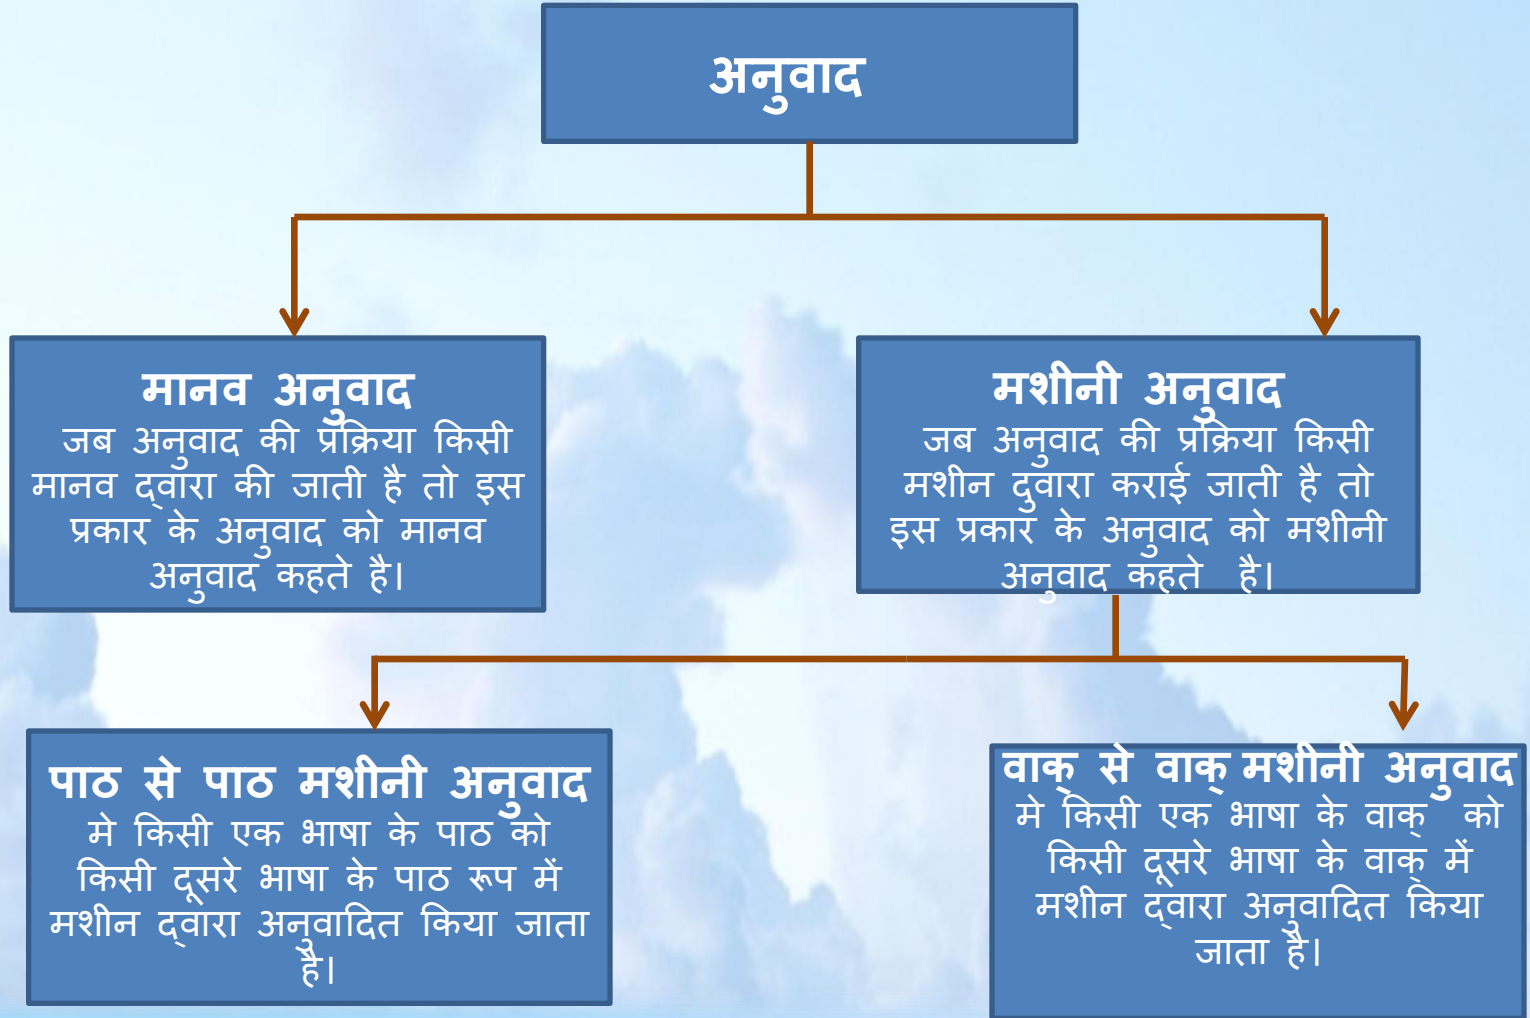 अनुवाद
मानव अनुवाद
जब अनुवाद की प्रक्रिया किसी
मानव द्वारा की जाती है तो इस
प्रकार के अनुवाद को मानव
अनुवाद कहते है।
मशीनी अनुवाद
जब अनुवाद की प्रक्रिया किसी
मशीन दुवारा कराई जाती है तो
इस प्रकार के अनुवाद को मशीनी
अनुवाद कहते है।
पाठ से पाठ मशीनी अनुवाद
मे किसी एक भाषा के पाठ को
किसी दूसरे भाषा के पाठ रूप में
मशीन द्वारा अनुवादित किया जाता
है।
वाक् से वाक् मशीनी अनुवाद
मे किसी एक भाषा के वाक् को
किसी दूसरे भाषा के वाक् में
मशीन द्वारा अनुवादित किया
जाता है।